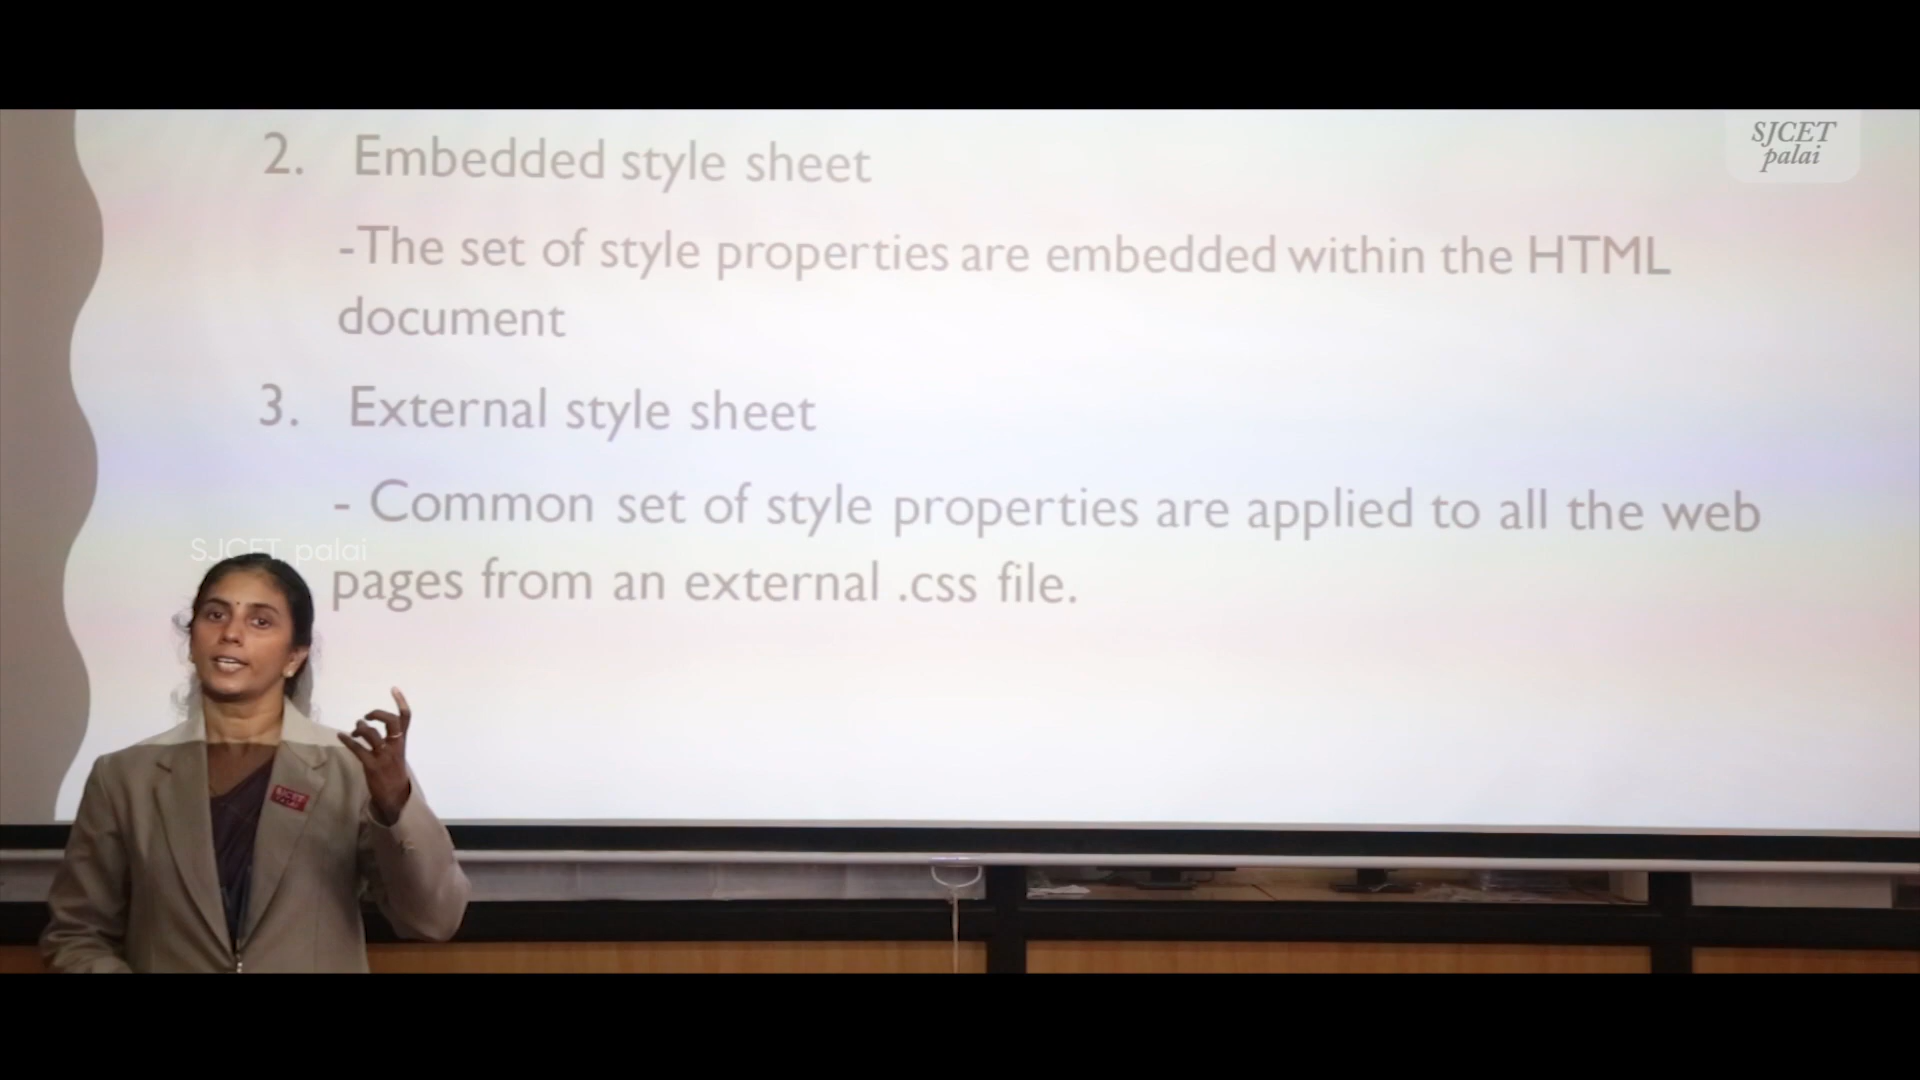 SJCET
palai
2. Embedded style sheet
-The set of style properties are embedded within the HTML
document
3. External style sheet
- Common set of style properties are applied to all the web
pages from an external .css file.
SJCET palai
SJCET